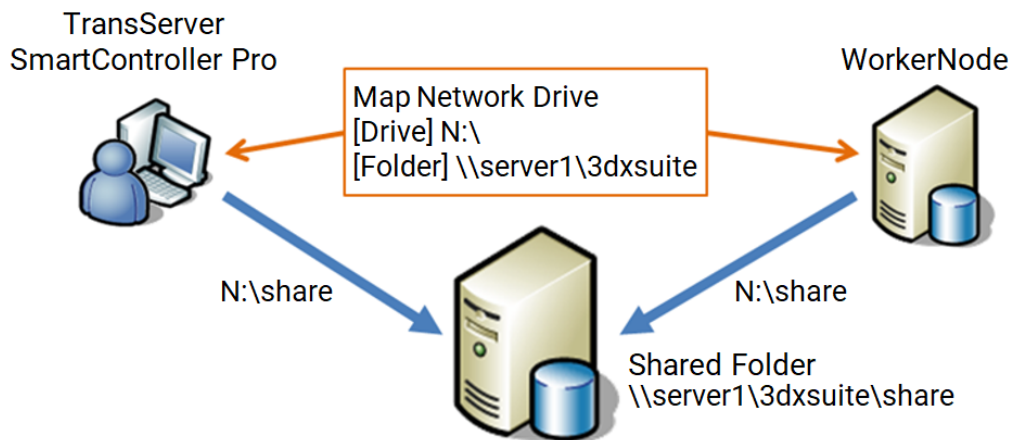 TransServer
SmartController Pro
WorkerNode
Map Network Drive
[Drive] N:\
[Folder] \\server1\3dxsuite
N:\share
N:\share
Shared Folder
\\server1\3dxsuite\share